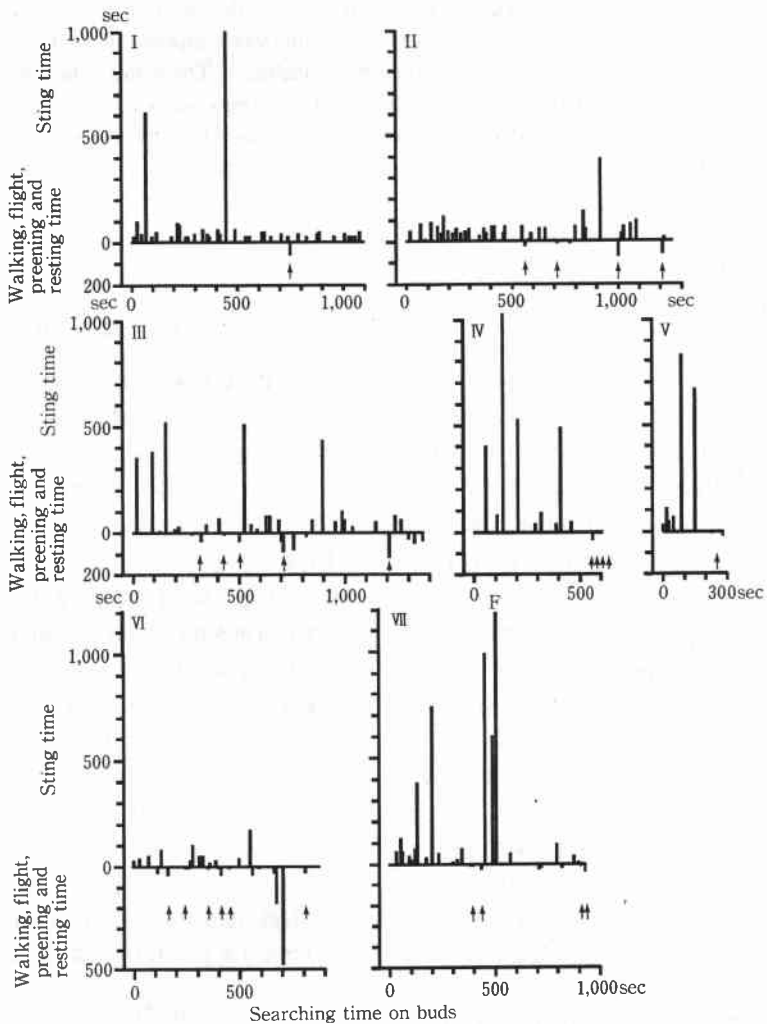 sec
1,000
I
II
Sting time
500
0
Walking, flight,
preening and
resting time
200
sec 0 500 1,000 0 500 1,000 sec
1,000
III
IV
V
Sting time
500
0
Walking, flight,
preening and
resting time
200
sec 0 500 1,000 0 500 0 300sec
F
VI
VII
1,000
Sting time
500
0
Walking, flight,
preening and
resting time
500
0 500 0 500 1,000sec
Searching time on buds